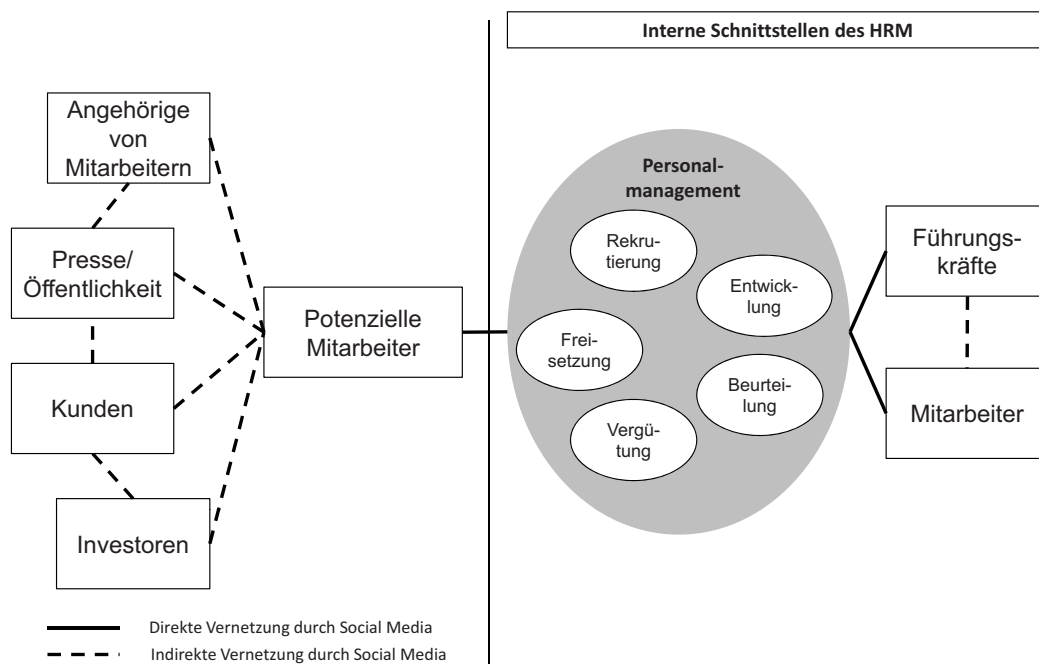 Interne Schnittstellen des HRM
Angehörige
von
Mitarbeitern
Presse/
Öffentlichkeit
Kunden
Investoren
Potenzielle
Mitarbeiter
Personal-
management
Rekru-
tierung
Entwick-
lung
Frei-
setzung
Beurtei-
lung
Vergü-
tung
Führungs-
kräfte
Mitarbeiter
Direkte Vernetzung durch Social Media
Indirekte Vernetzung durch Social Media